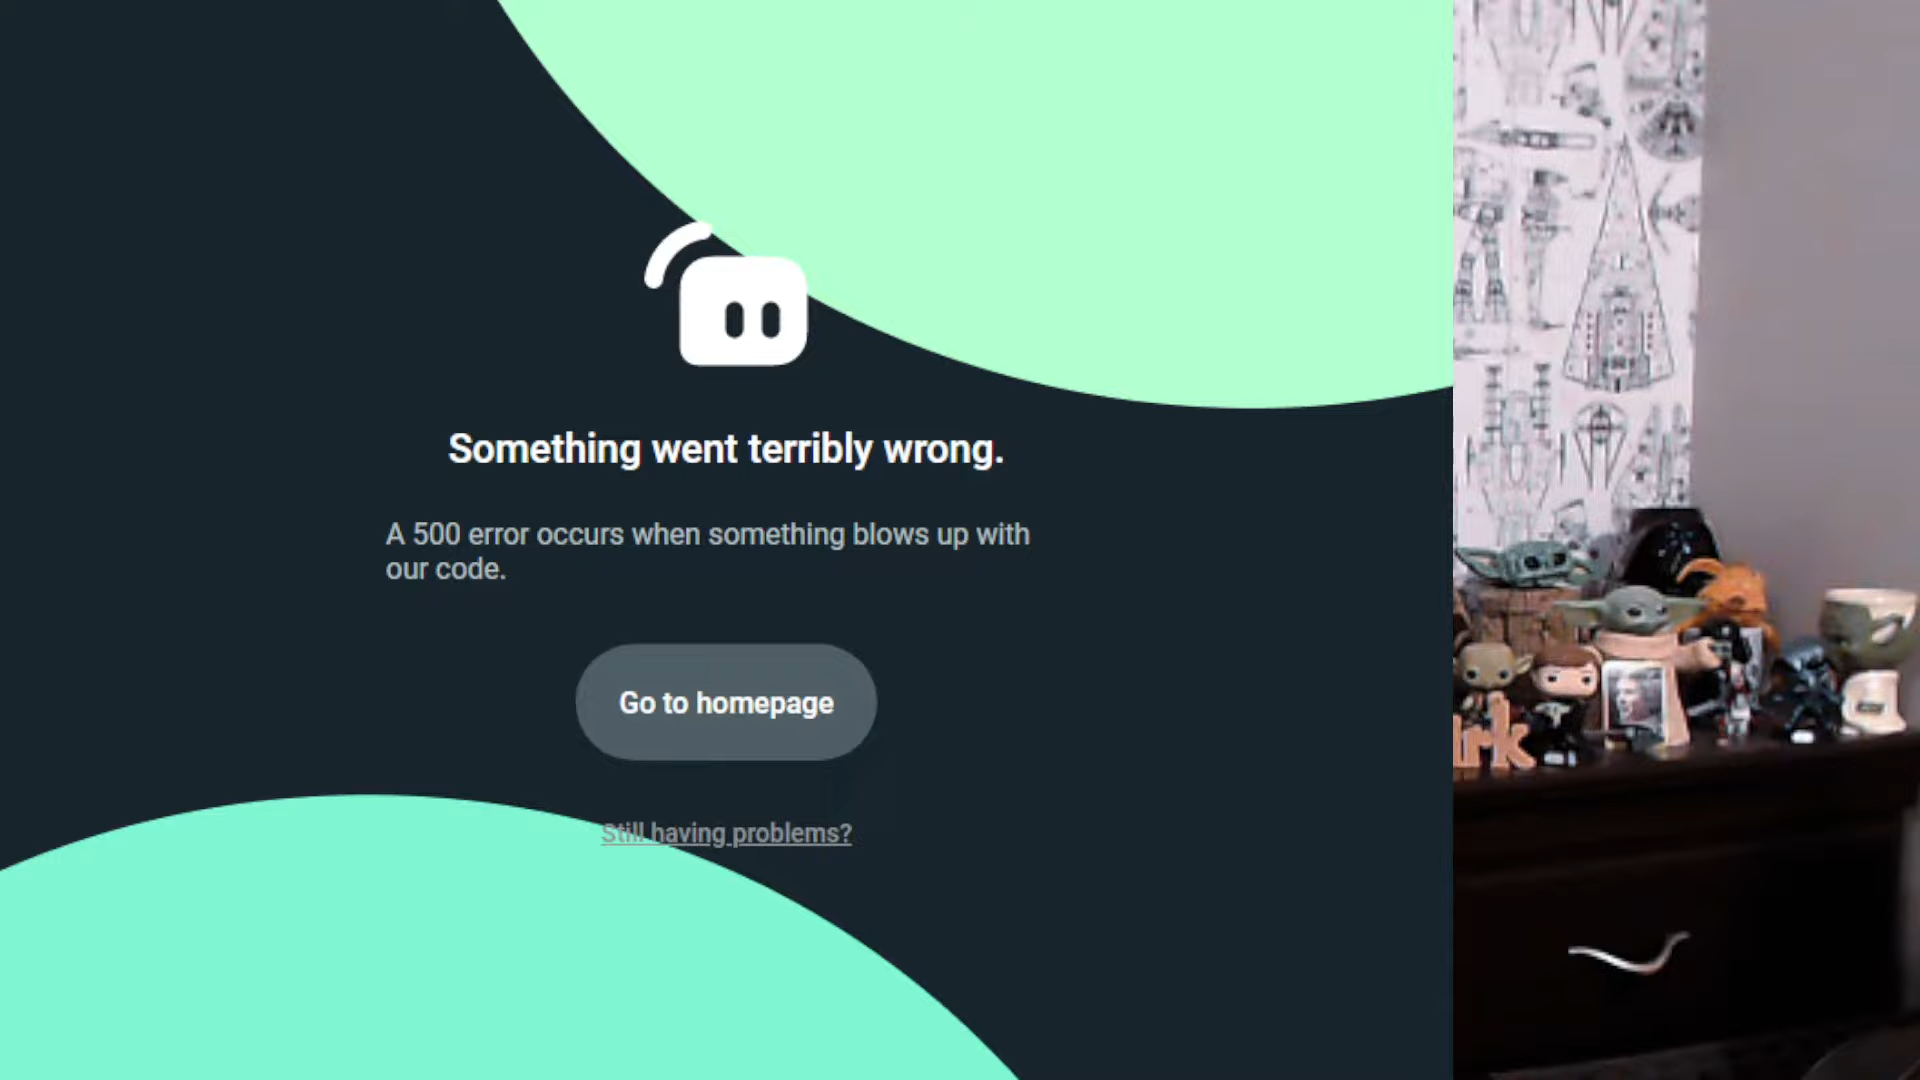 Something went terribly wrong.
A 500 error occurs when something blows up with
our code.
Go to homepage
Still having problems?